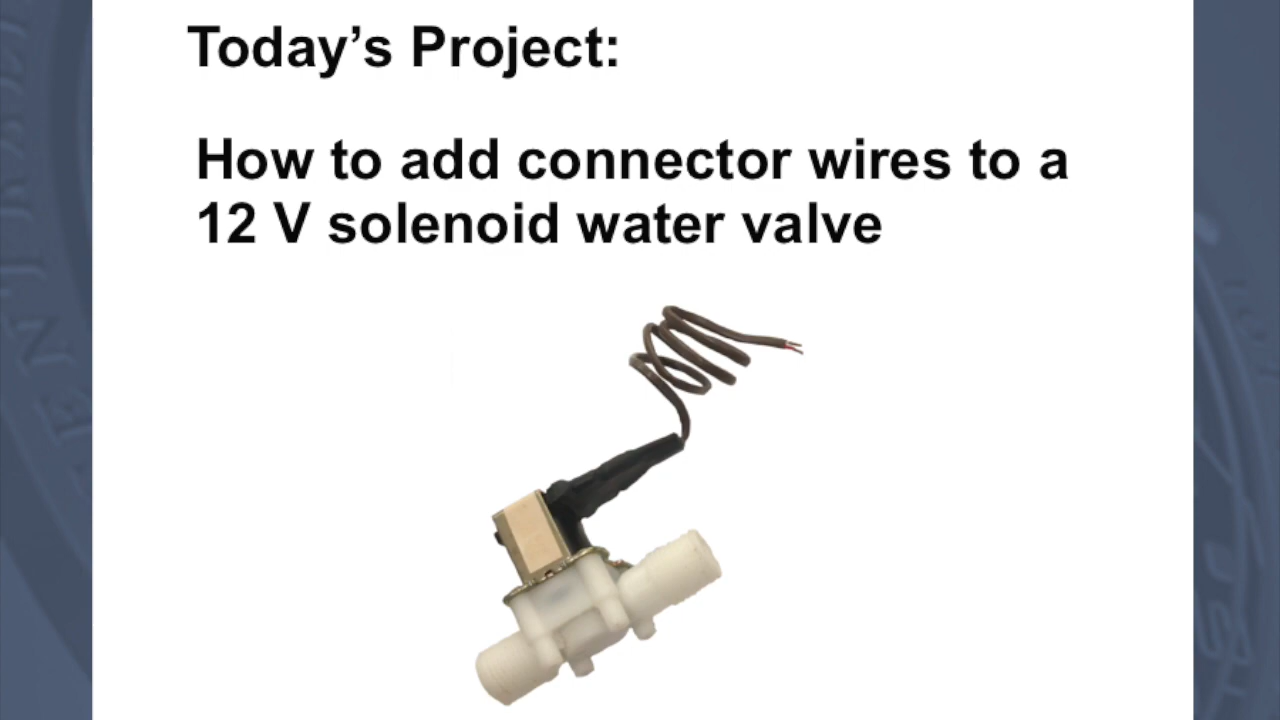 Today’s Project:
How to add connector wires to a
12 V solenoid water valve